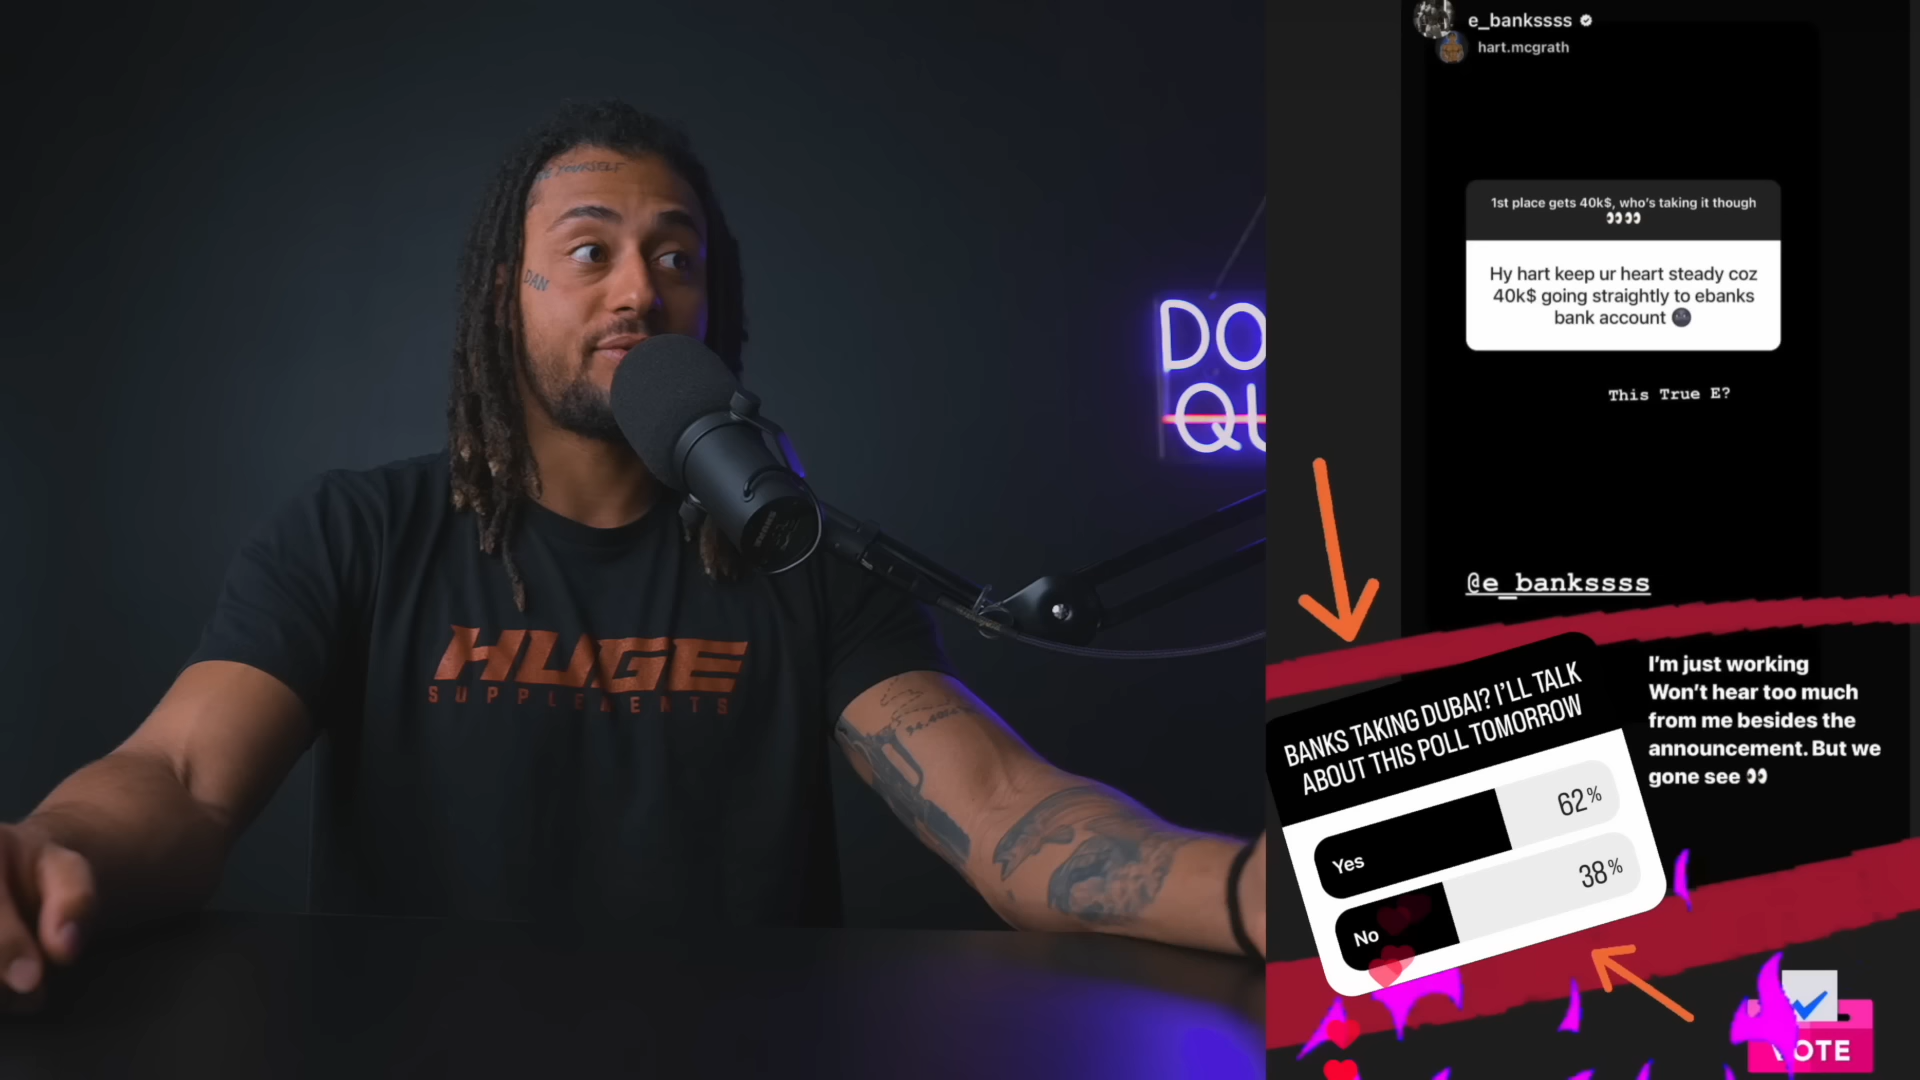 YOURSELF
DAN
HUGE
SUPPLEMENTS
DO
QU
e_bankssss
hart.mcgrath
1st place gets 40k$, who's taking it though
👀👀
Hy hart keep ur heart steady coz
40k$ going straightly to ebanks
bank account 🌚
This True E?
@e_bankssss
I'm just working
Won't hear too much
from me besides the
announcement. But we
gone see 👀
BANKS TAKING DUBAI? I'LL TALK
ABOUT THIS POLL TOMORROW
Yes
62%
No
38%
VOTE